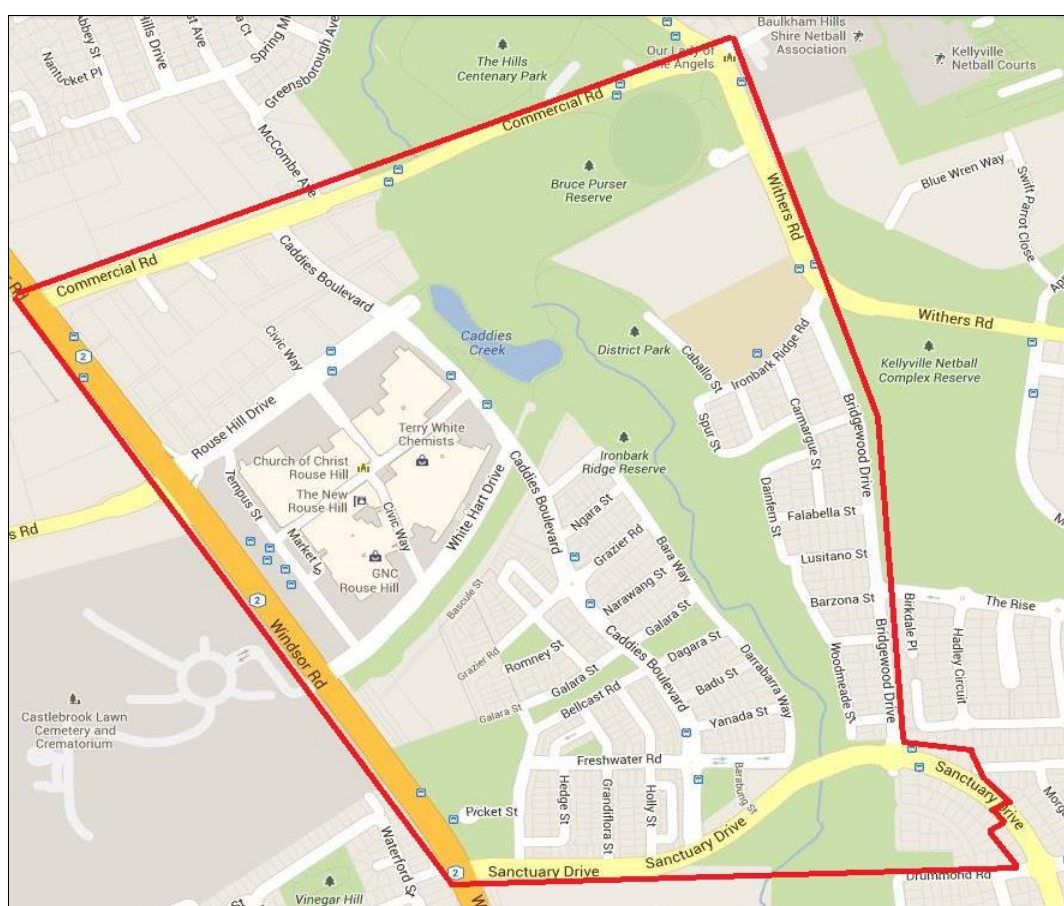 Abbey St
Hills Drive
Ave
Spring M
Nantucket Pl
Greensborough Ave
McCombe Ave
The Hills
Centenary Park
Our Lady of
the Angels
Baulkham Hills
Shire Netball
Association
Kellyville
Netball Courts
Commercial Rd
Bruce Purser
Reserve
Withers Rd
Blue Wren Way
Swift Parrot Close
Commercial Rd
Rd
Caddies Boulevard
2
Civic Way
Caddies
Creek
District Park
Withers Rd
Kellyville Netball
Complex Reserve
Caballo St
Ironbark Ridge Rd
Spur St
Carmargue St
Bridgewood Drive
Rouse Hill Drive
Terry White
Chemists
Church of Christ
Rouse Hill
The New
Rouse Hill
Tempus St
Civic Way
Market L
GNC
Rouse Hill
White Hart Drive
Caddies Boulevard
Ironbark
Ridge Reserve
Ngara St
Grazier Rd
Bara Way
Dainfern St
Falabella St
Lusitano St
Barzona St
s Rd
2
Windsor Rd
Bascule St
Narawang St
Galara St
Grazier Rd
Romney St
Caddies Boulevard
Dagara St
Badu St
Darrabarra Way
Galara St
Galara St
Bellcast Rd
Yanada St
Woodmeade St
Bridgewood Drive
Birkdale Pl
The Rise
Hadley Circuit
Castlebrook Lawn
Cemetery and
Crematorium
Freshwater Rd
Barabung St
Hedge St
Grandiflora St
Holly St
Picket St
Sanctuary Drive
Sanctuary Drive
Sanctuary Drive
Morg
Waterford S
2
Drummond Rd
Vinegar Hill
W